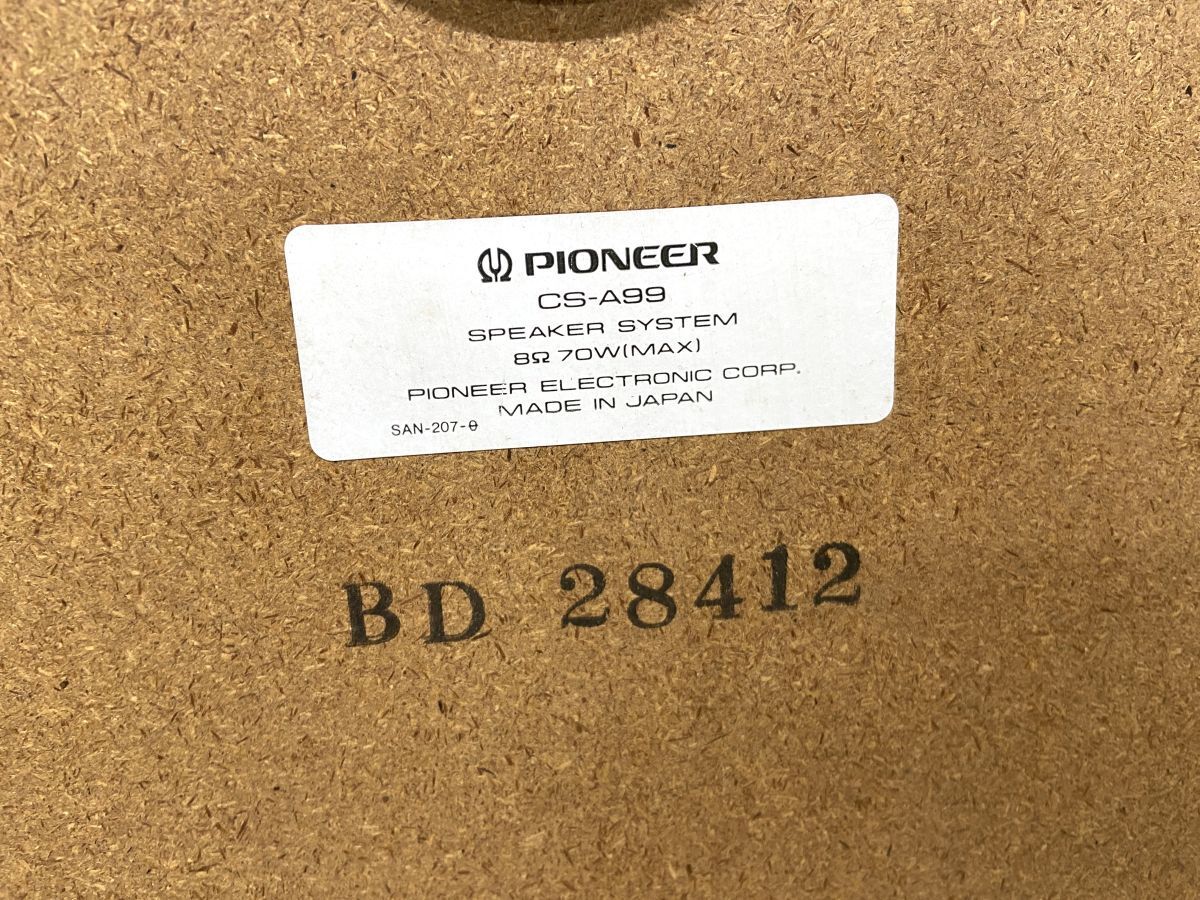 PIONEER
CS-A99
SPEAKER SYSTEM
8Ω 70W(MAX)
PIONEER ELECTRONIC CORP.
MADE IN JAPAN
SAN-207-0
BD 28412